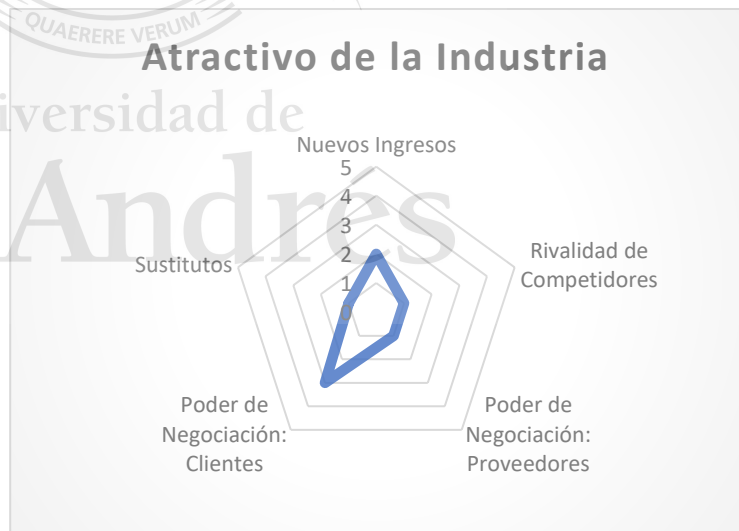 QUAERERE VERUM
Atractivo de la Industria
iversidad de
Andres
Nuevos Ingresos
5
4
3
2
1
0
Rivalidad de
Competidores
Sustitutos
Poder de
Negociación:
Clientes
Poder de
Negociación:
Proveedores